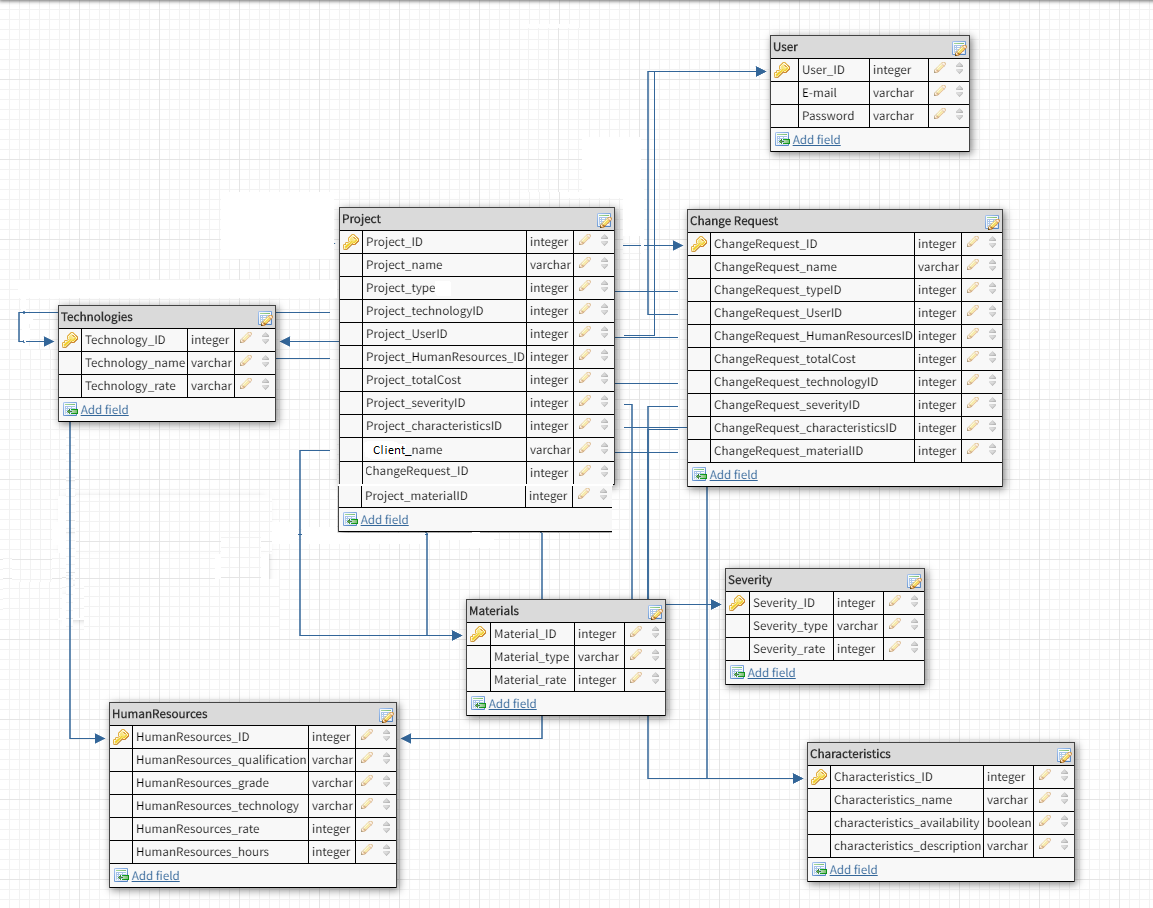 User
User_ID integer
E-mail varchar
Password varchar
Add field
Project
Project_ID integer
Project_name varchar
Project_type integer
Project_technologyID integer
Project_UserID integer
Project_HumanResources_ID integer
Project_totalCost integer
Project_severityID integer
Project_characteristicsID integer
Client_name varchar
ChangeRequest_ID integer
Project_materialID integer
Add field
Change Request
ChangeRequest_ID integer
ChangeRequest_name varchar
ChangeRequest_typeID integer
ChangeRequest_UserID integer
ChangeRequest_HumanResourcesID integer
ChangeRequest_totalCost integer
ChangeRequest_technologyID integer
ChangeRequest_severityID integer
ChangeRequest_characteristicsID integer
ChangeRequest_materialID integer
Add field
Technologies
Technology_ID integer
Technology_name varchar
Technology_rate varchar
Add field
Materials
Material_ID integer
Material_type varchar
Material_rate integer
Add field
Severity
Severity_ID integer
Severity_type varchar
Severity_rate integer
Add field
HumanResources
HumanResources_ID integer
HumanResources_qualification varchar
HumanResources_grade varchar
HumanResources_technology varchar
HumanResources_rate integer
HumanResources_hours integer
Add field
Characteristics
Characteristics_ID integer
Characteristics_name varchar
characteristics_availability boolean
characteristics_description varchar
Add field